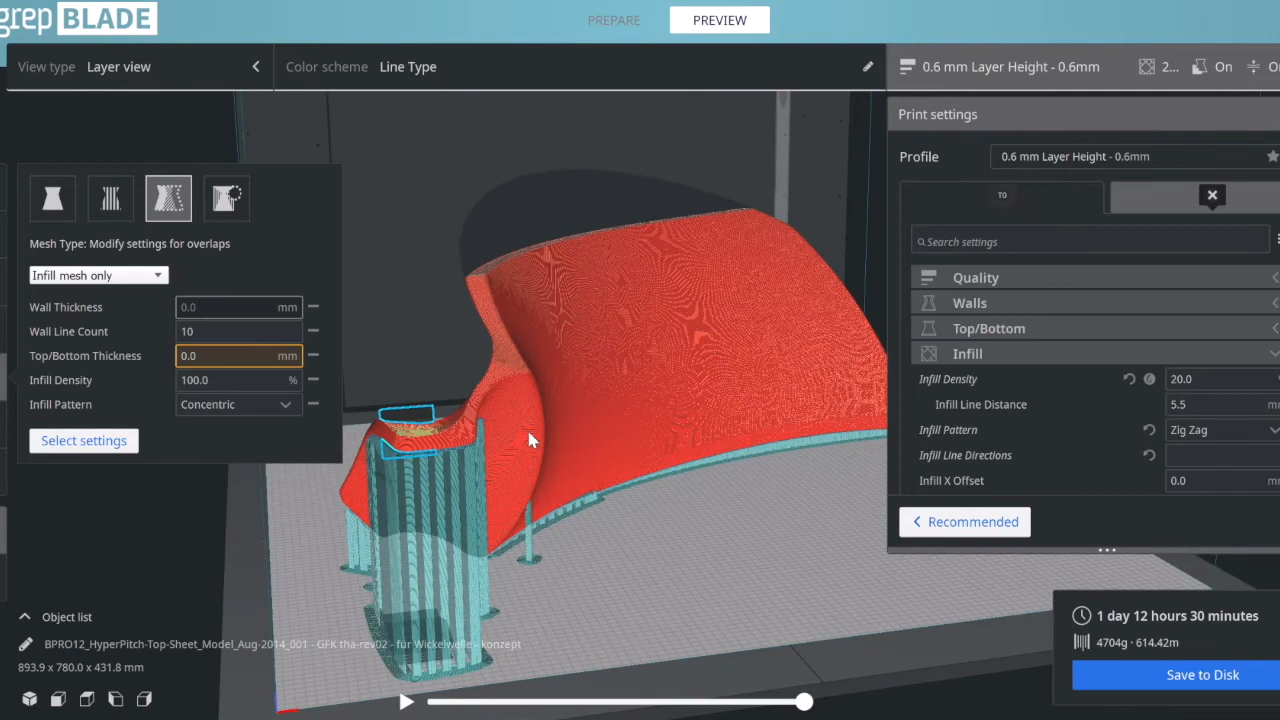 grep BLADE
PREPARE
PREVIEW
View type Layer view
Color scheme Line Type
0.6 mm Layer Height - 0.6mm 2... On
Print settings
Profile 0.6 mm Layer Height - 0.6mm
TO
Search settings
Quality
Walls
Top/Bottom
Infill
Infill Density 20.0
Infill Line Distance 5.5
Infill Pattern Zig Zag
Infill Line Directions
Infill X Offset 0.0
Recommended
Mesh Type: Modify settings for overlaps
Infill mesh only
Wall Thickness 0.0 mm
Wall Line Count 10
Top/Bottom Thickness 0.0 mm
Infill Density 100.0 %
Infill Pattern Concentric
Select settings
Object list
BPRO12_HyperPitch-Top-Sheet_Model_Aug-2014_001 - GFK tha-rev02 - für Wickelwelle - konzept
893.9 x 780.0 x 431.8 mm
1 day 12 hours 30 minutes
4704g · 614.42m
Save to Disk